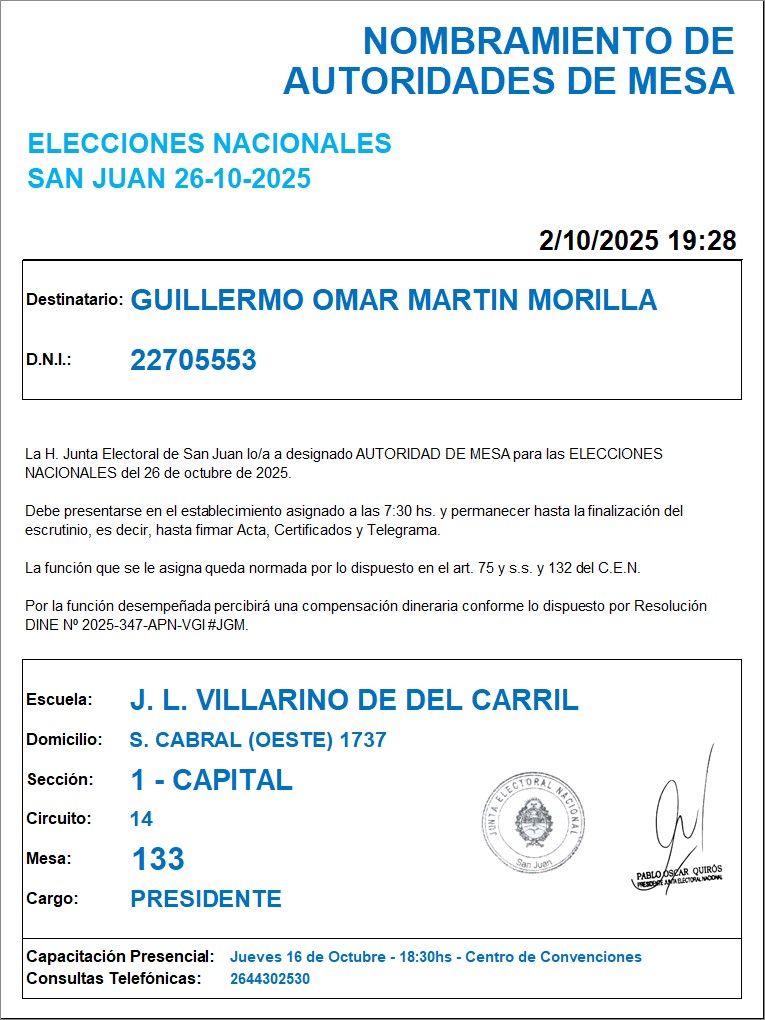 NOMBRAMIENTO DE
AUTORIDADES DE MESA
ELECCIONES NACIONALES
SAN JUAN 26-10-2025
2/10/2025 19:28
Destinatario: GUILLERMO OMAR MARTIN MORILLA
D.N.I.: 22705553
La H. Junta Electoral de San Juan lo/a a designado AUTORIDAD DE MESA para las ELECCIONES
NACIONALES del 26 de octubre de 2025.
Debe presentarse en el establecimiento asignado a las 7:30 hs. y permanecer hasta la finalización del
escrutinio, es decir, hasta firmar Acta, Certificados y Telegrama.
La función que se le asigna queda normada por lo dispuesto en el art. 75 y s.s. y 132 del C.E.N.
Por la función desempeñada percibirá una compensación dineraria conforme lo dispuesto por Resolución
DINE Nº 2025-347-APN-VGI#JGM.
Escuela: J. L. VILLARINO DE DEL CARRIL
Domicilio: S. CABRAL (OESTE) 1737
Sección: 1 - CAPITAL
Circuito: 14
Mesa: 133
Cargo: PRESIDENTE
JUNTA ELECTORAL NACIONAL
San Juan
PABLO OSCAR QUIRÓS
PRESIDENTE JUNTA ELECTORAL NACIONAL
Capacitación Presencial: Jueves 16 de Octubre - 18:30hs - Centro de Convenciones
Consultas Telefónicas: 2644302530